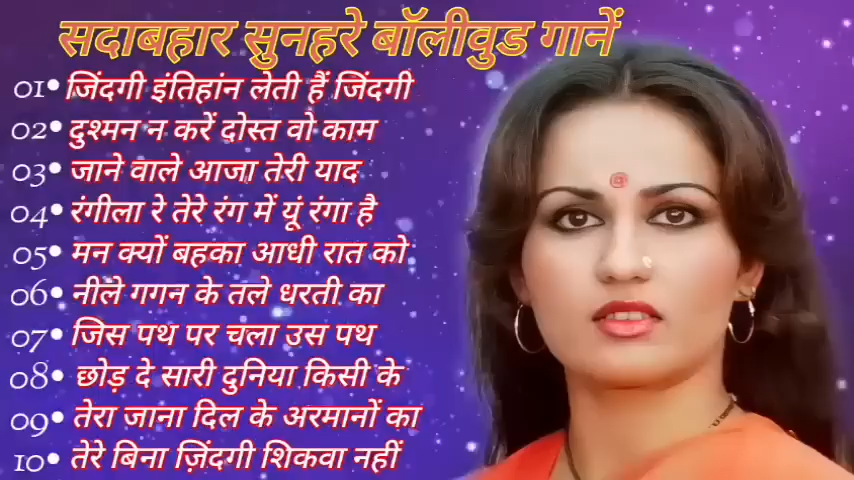 सदाबहार सुनहरे बॉलीवुड गानें
01• जिंदगी इंतिहांन लेती हैं जिंदगी
02• दुश्मन न करें दोस्त वो काम
03• जाने वाले आजा तेरी याद
04• रंगीला रे तेरे रंग में यूं रंगा है
05• मन क्यों बहका आधी रात को
06• नीले गगन के तले धरती का
07• जिस पथ पर चला उस पथ
08• छोड़ दे सारी दुनिया किसी के
09• तेरा जाना दिल के अरमानों का
10• तेरे बिना ज़िंदगी शिकवा नहीं